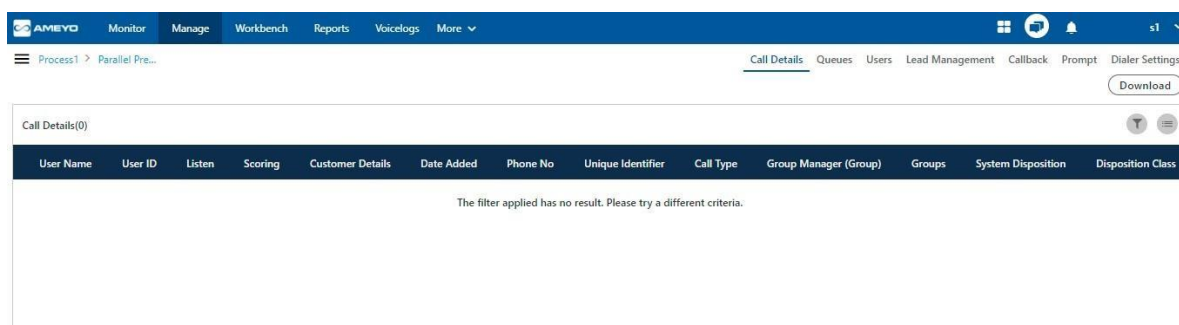 AMEYO Monitor Manage Workbench Reports Voicelogs More s1
Process1 > Parallel Pre... Call Details Queues Users Lead Management Callback Prompt Dialer Settings
Download
Call Details(0)
User Name User ID Listen Scoring Customer Details Date Added Phone No Unique Identifier Call Type Group Manager (Group) Groups System Disposition Disposition Class
The filter applied has no result. Please try a different criteria.